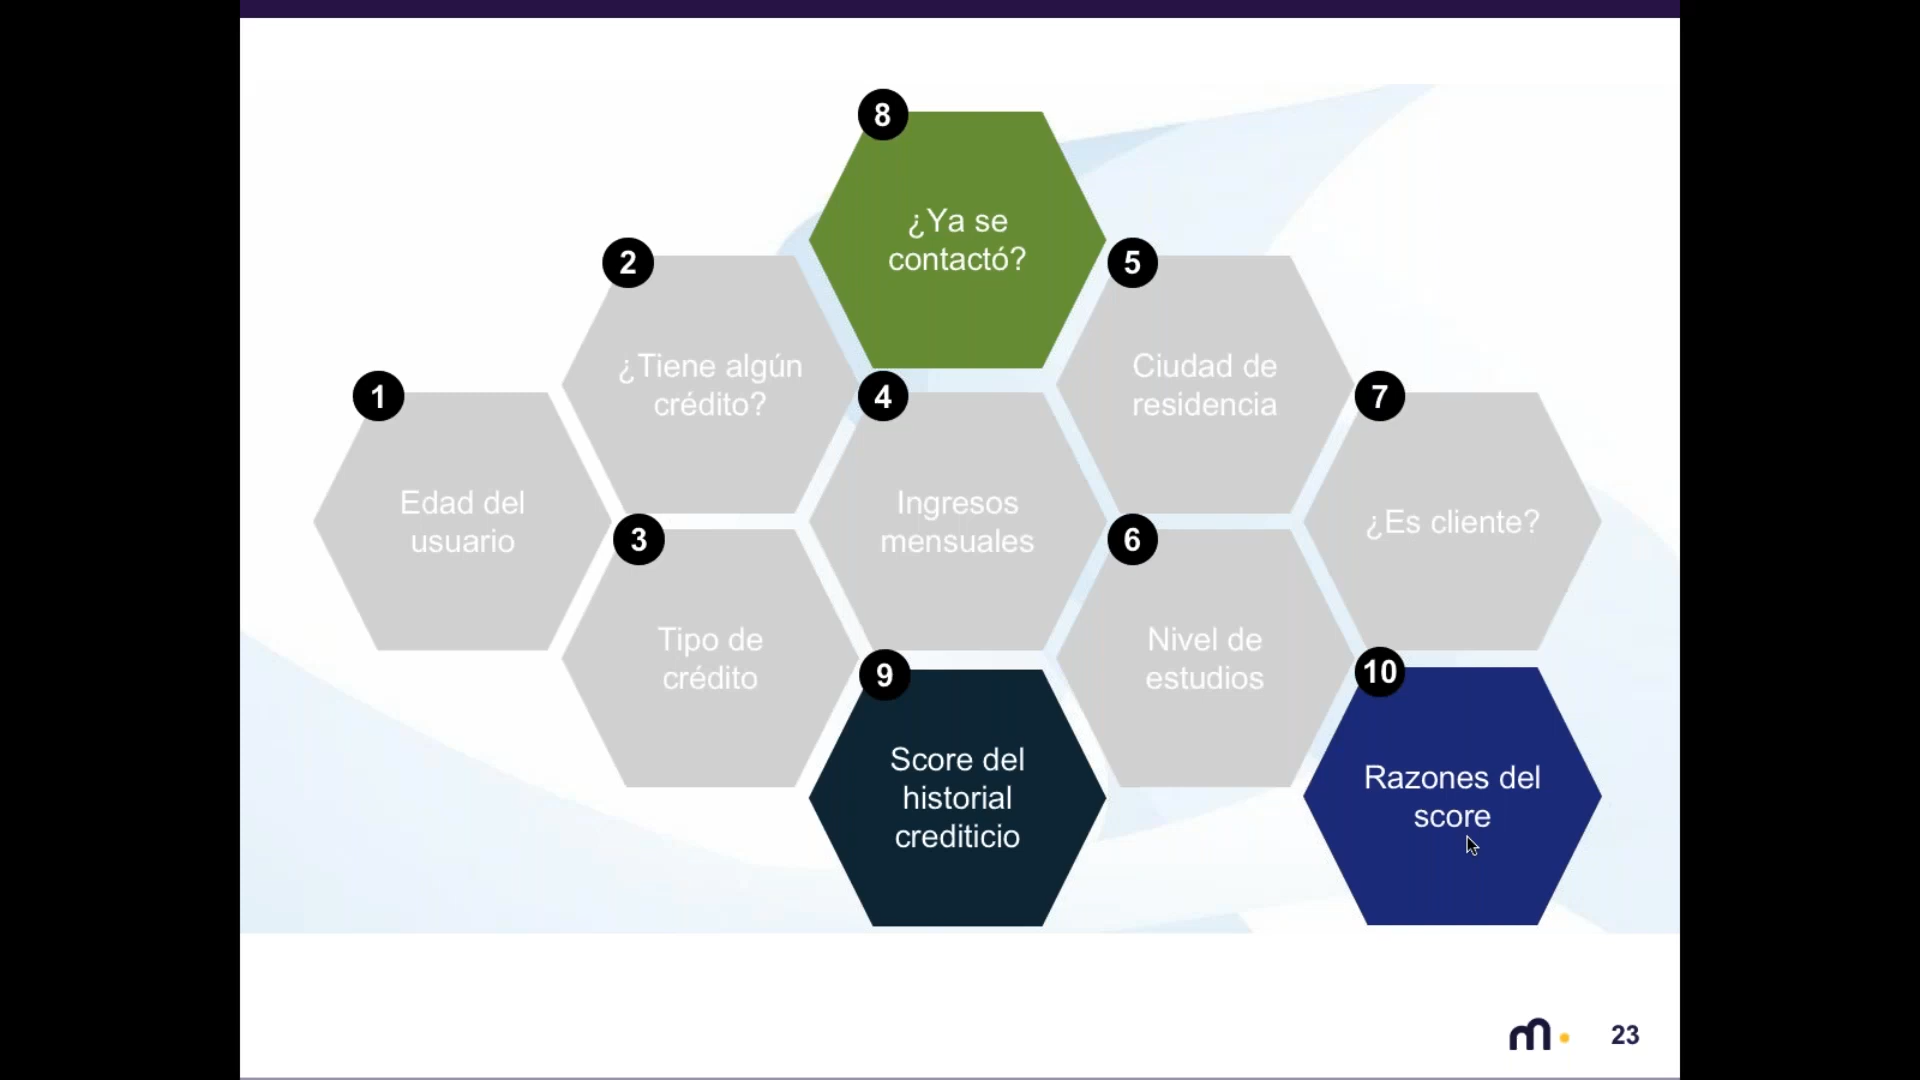 8
¿Ya se
contactó?
2
¿Tiene algún
crédito?
5
Ciudad de
residencia
1
Edad del
usuario
4
Ingresos
mensuales
7
¿Es cliente?
3
Tipo de
crédito
6
Nivel de
estudios
9
Score del
historial
crediticio
10
Razones del
score
m.
23